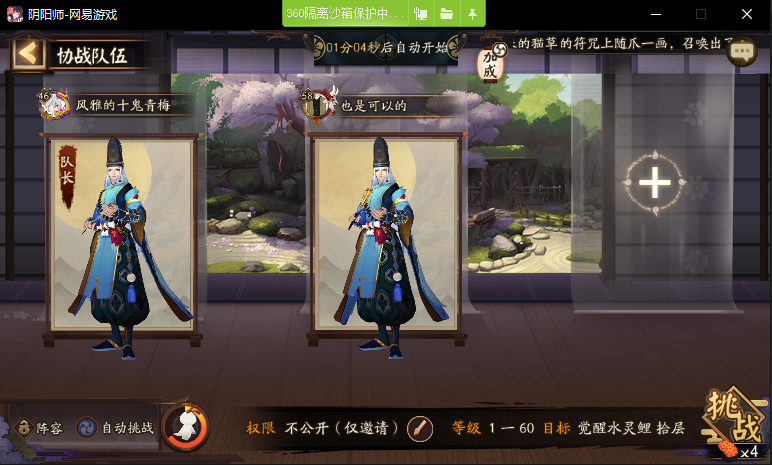 阴阳师-网易游戏
360隔离沙箱保护中...
协战队伍
01分04秒后自动开始
加成
的猫草的符咒上随爪一画，召唤出了
46
风雅的十鬼青梅
58
也是可以的
队长
阵容
自动挑战
权限 不公开（仅邀请）
等级 1 一 60 目标 觉醒水灵鲤 拾层
挑战
x4